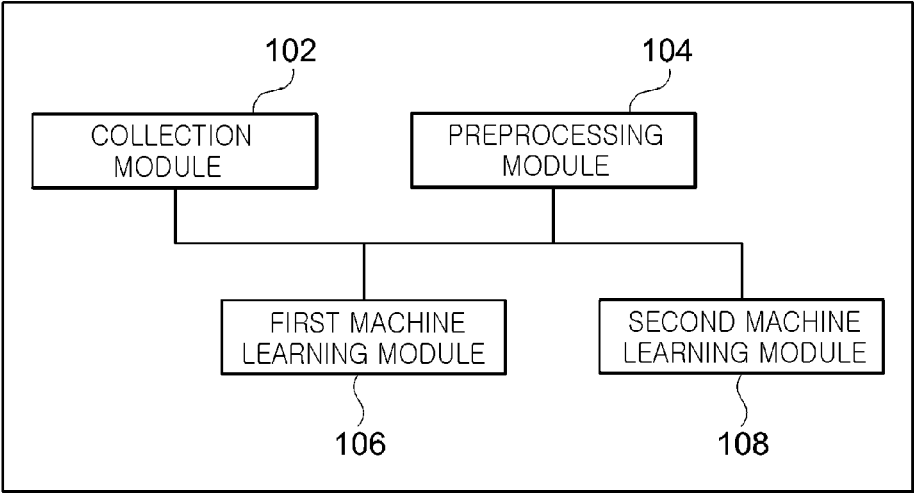 102
104
COLLECTION
MODULE
PREPROCESSING
MODULE
FIRST MACHINE
LEARNING MODULE
SECOND MACHINE
LEARNING MODULE
106
108